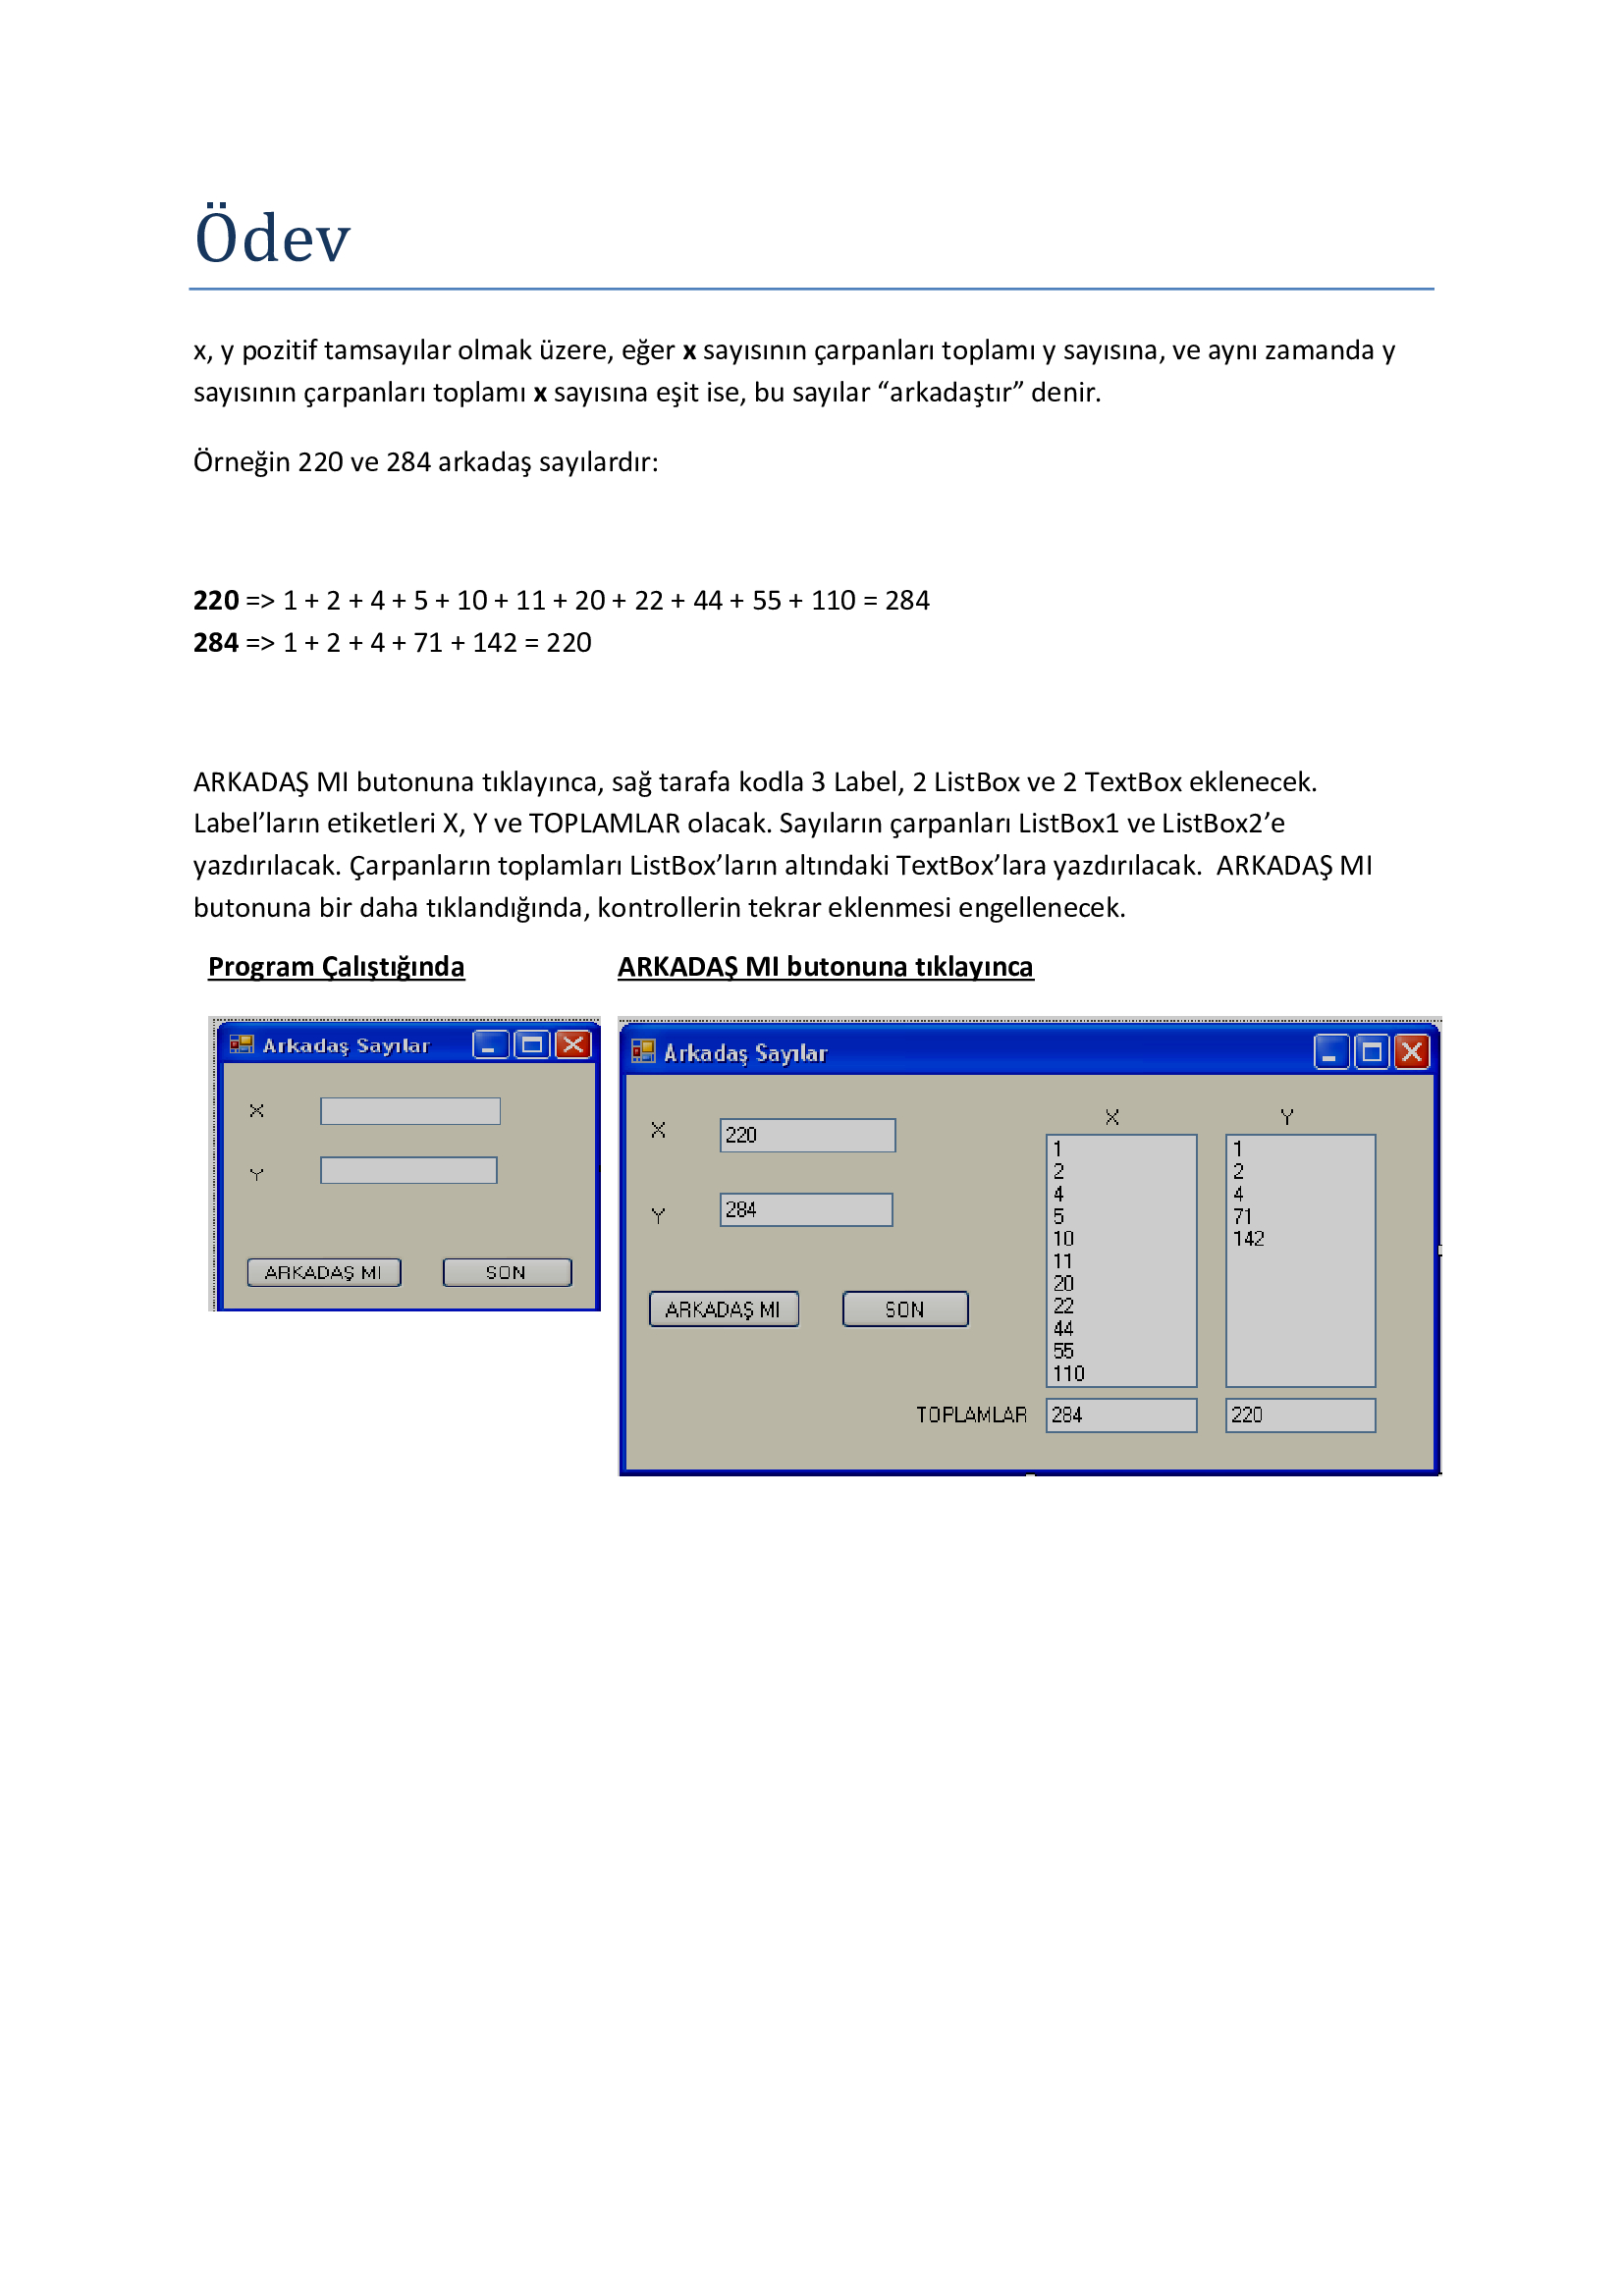 Ödev
x, y pozitif tamsayılar olmak üzere, eğer x sayısının çarpanları toplamı y sayısına, ve aynı zamanda y
sayısının çarpanları toplamı x sayısına eşit ise, bu sayılar “arkadaştır” denir.
Örneğin 220 ve 284 arkadaş sayılardır:
220 => 1 + 2 + 4 + 5 + 10 + 11 + 20 + 22 + 44 + 55 + 110 = 284
284 => 1 + 2 + 4 + 71 + 142 = 220
ARKADAŞ MI butonuna tıklayınca, sağ tarafa kodla 3 Label, 2 ListBox ve 2 TextBox eklenecek.
Label’ların etiketleri X, Y ve TOPLAMLAR olacak. Sayıların çarpanları ListBox1 ve ListBox2’e
yazdırılacak. Çarpanların toplamları ListBox’ların altındaki TextBox’lara yazdırılacak.  ARKADAŞ MI
butonuna bir daha tıklandığında, kontrollerin tekrar eklenmesi engellenecek.
Program Çalıştığında
Arkadaş Sayılar
X
Y
ARKADAŞ MI SON
ARKADAŞ MI butonuna tıklayınca
Arkadaş Sayılar
X 220
Y 284
ARKADAŞ MI SON
X
1
2
4
5
10
11
20
22
44
55
110
Y
1
2
4
71
142
TOPLAMLAR 284 220